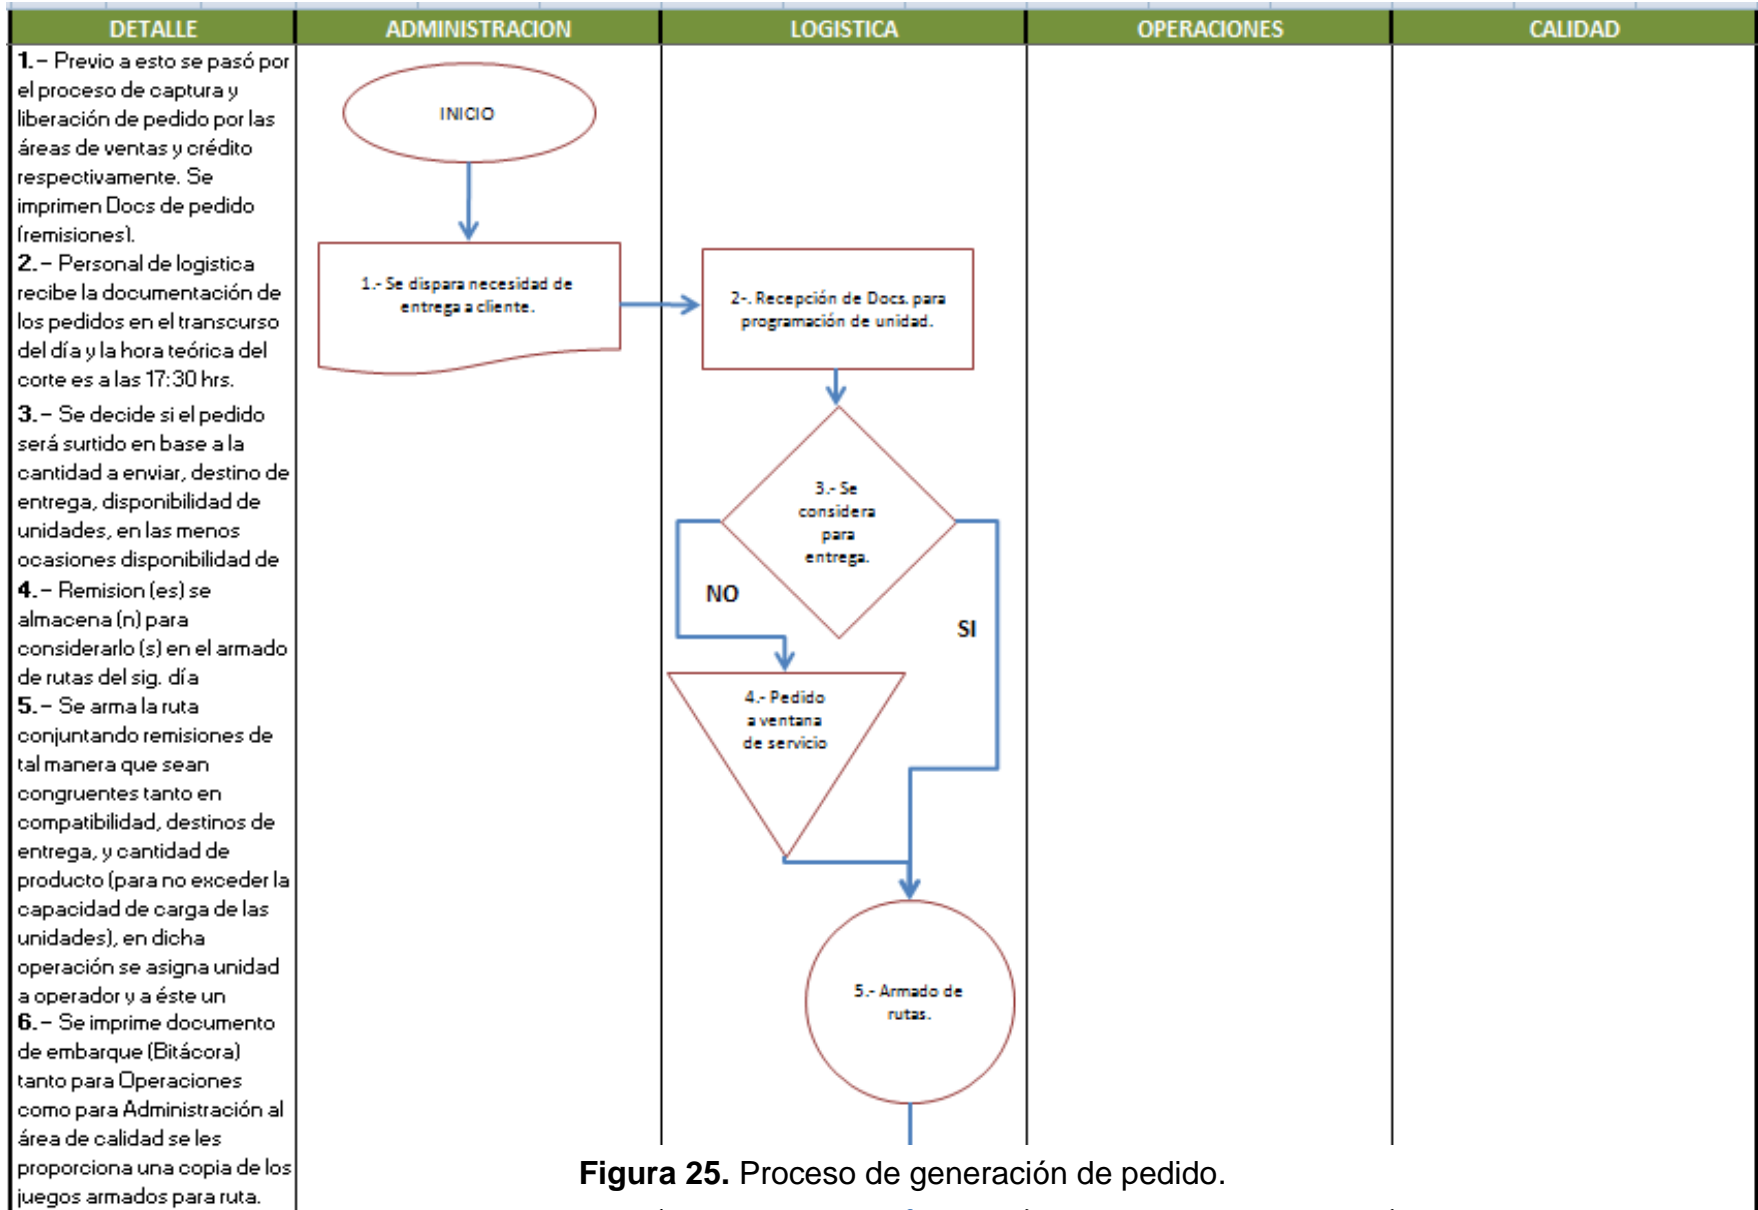 DETALLE
ADMINISTRACION
LOGISTICA
OPERACIONES
CALIDAD
1.– Previo a esto se pasó por
el proceso de captura y
liberación de pedido por las
áreas de ventas y crédito
respectivamente. Se
imprimen Docs de pedido
(remisiones).
2.– Personal de logistica
recibe la documentación de
los pedidos en el transcurso
del día y la hora teórica del
corte es a las 17:30 hrs.
3.– Se decide si el pedido
será surtido en base a la
cantidad a enviar, destino de
entrega, disponibilidad de
unidades, en las menos
ocasiones disponibilidad de
4.– Remision (es) se
almacena (n) para
considerarlo (s) en el armado
de rutas del sig. día
5.– Se arma la ruta
conjuntando remisiones de
tal manera que sean
congruentes tanto en
compatibilidad, destinos de
entrega, y cantidad de
producto (para no exceder la
capacidad de carga de las
unidades), en dicha
operación se asigna unidad
a operador y a éste un
6.– Se imprime documento
de embarque (Bitácora)
tanto para Operaciones
como para Administración al
área de calidad se les
proporciona una copia de los
juegos armados para ruta.
INICIO
1.- Se dispara necesidad de
entrega a cliente.
2-. Recepción de Docs. para
programación de unidad.
3.- Se
considera
para
entrega.
NO
SI
4.- Pedido
a ventana
de servicio
5.- Armado de
rutas.
Figura 25. Proceso de generación de pedido.